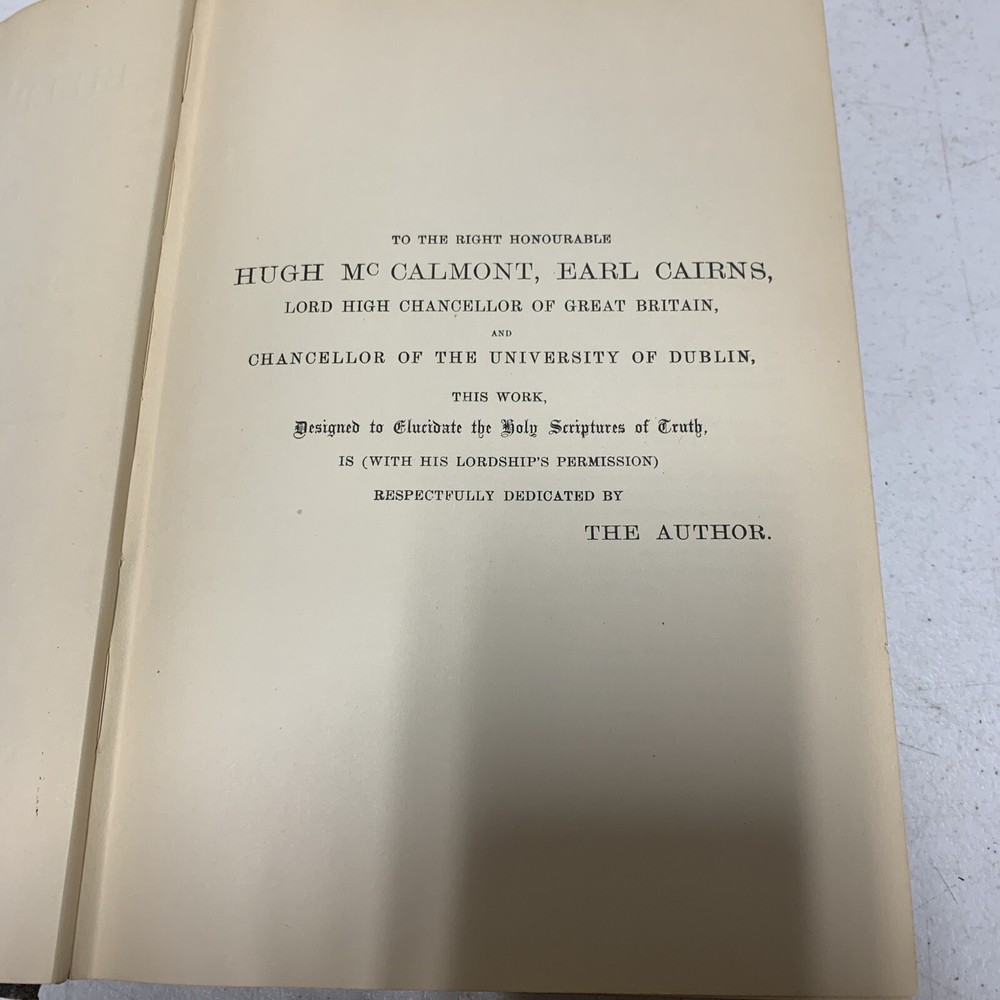 TO THE RIGHT HONOURABLE
HUGH Mc CALMONT, EARL CAIRNS,
LORD HIGH CHANCELLOR OF GREAT BRITAIN,
AND
CHANCELLOR OF THE UNIVERSITY OF DUBLIN,
THIS WORK,
Designed to Elucidate the Holy Scriptures of Truth,
IS (WITH HIS LORDSHIP'S PERMISSION)
RESPECTFULLY DEDICATED BY
THE AUTHOR.